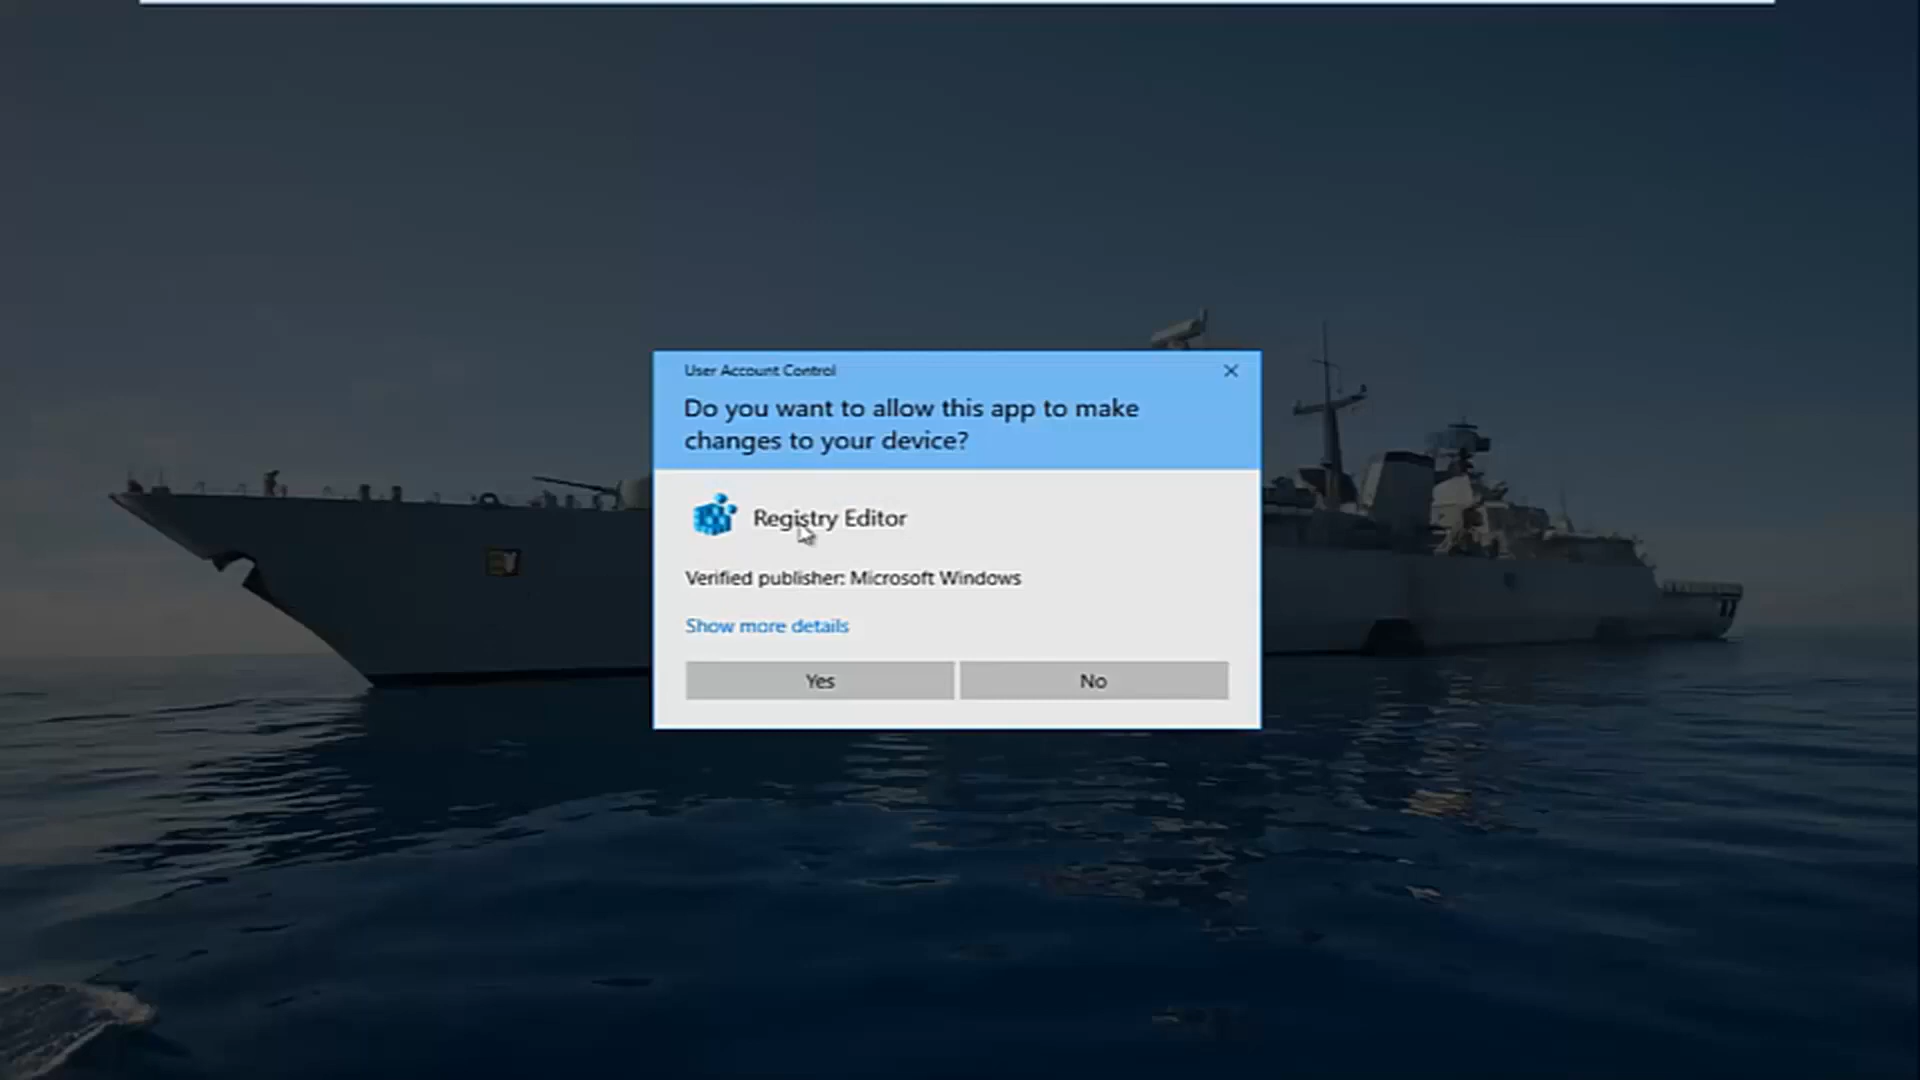 User Account Control
Do you want to allow this app to make
changes to your device?
Registry Editor
Verified publisher: Microsoft Windows
Show more details
Yes
No